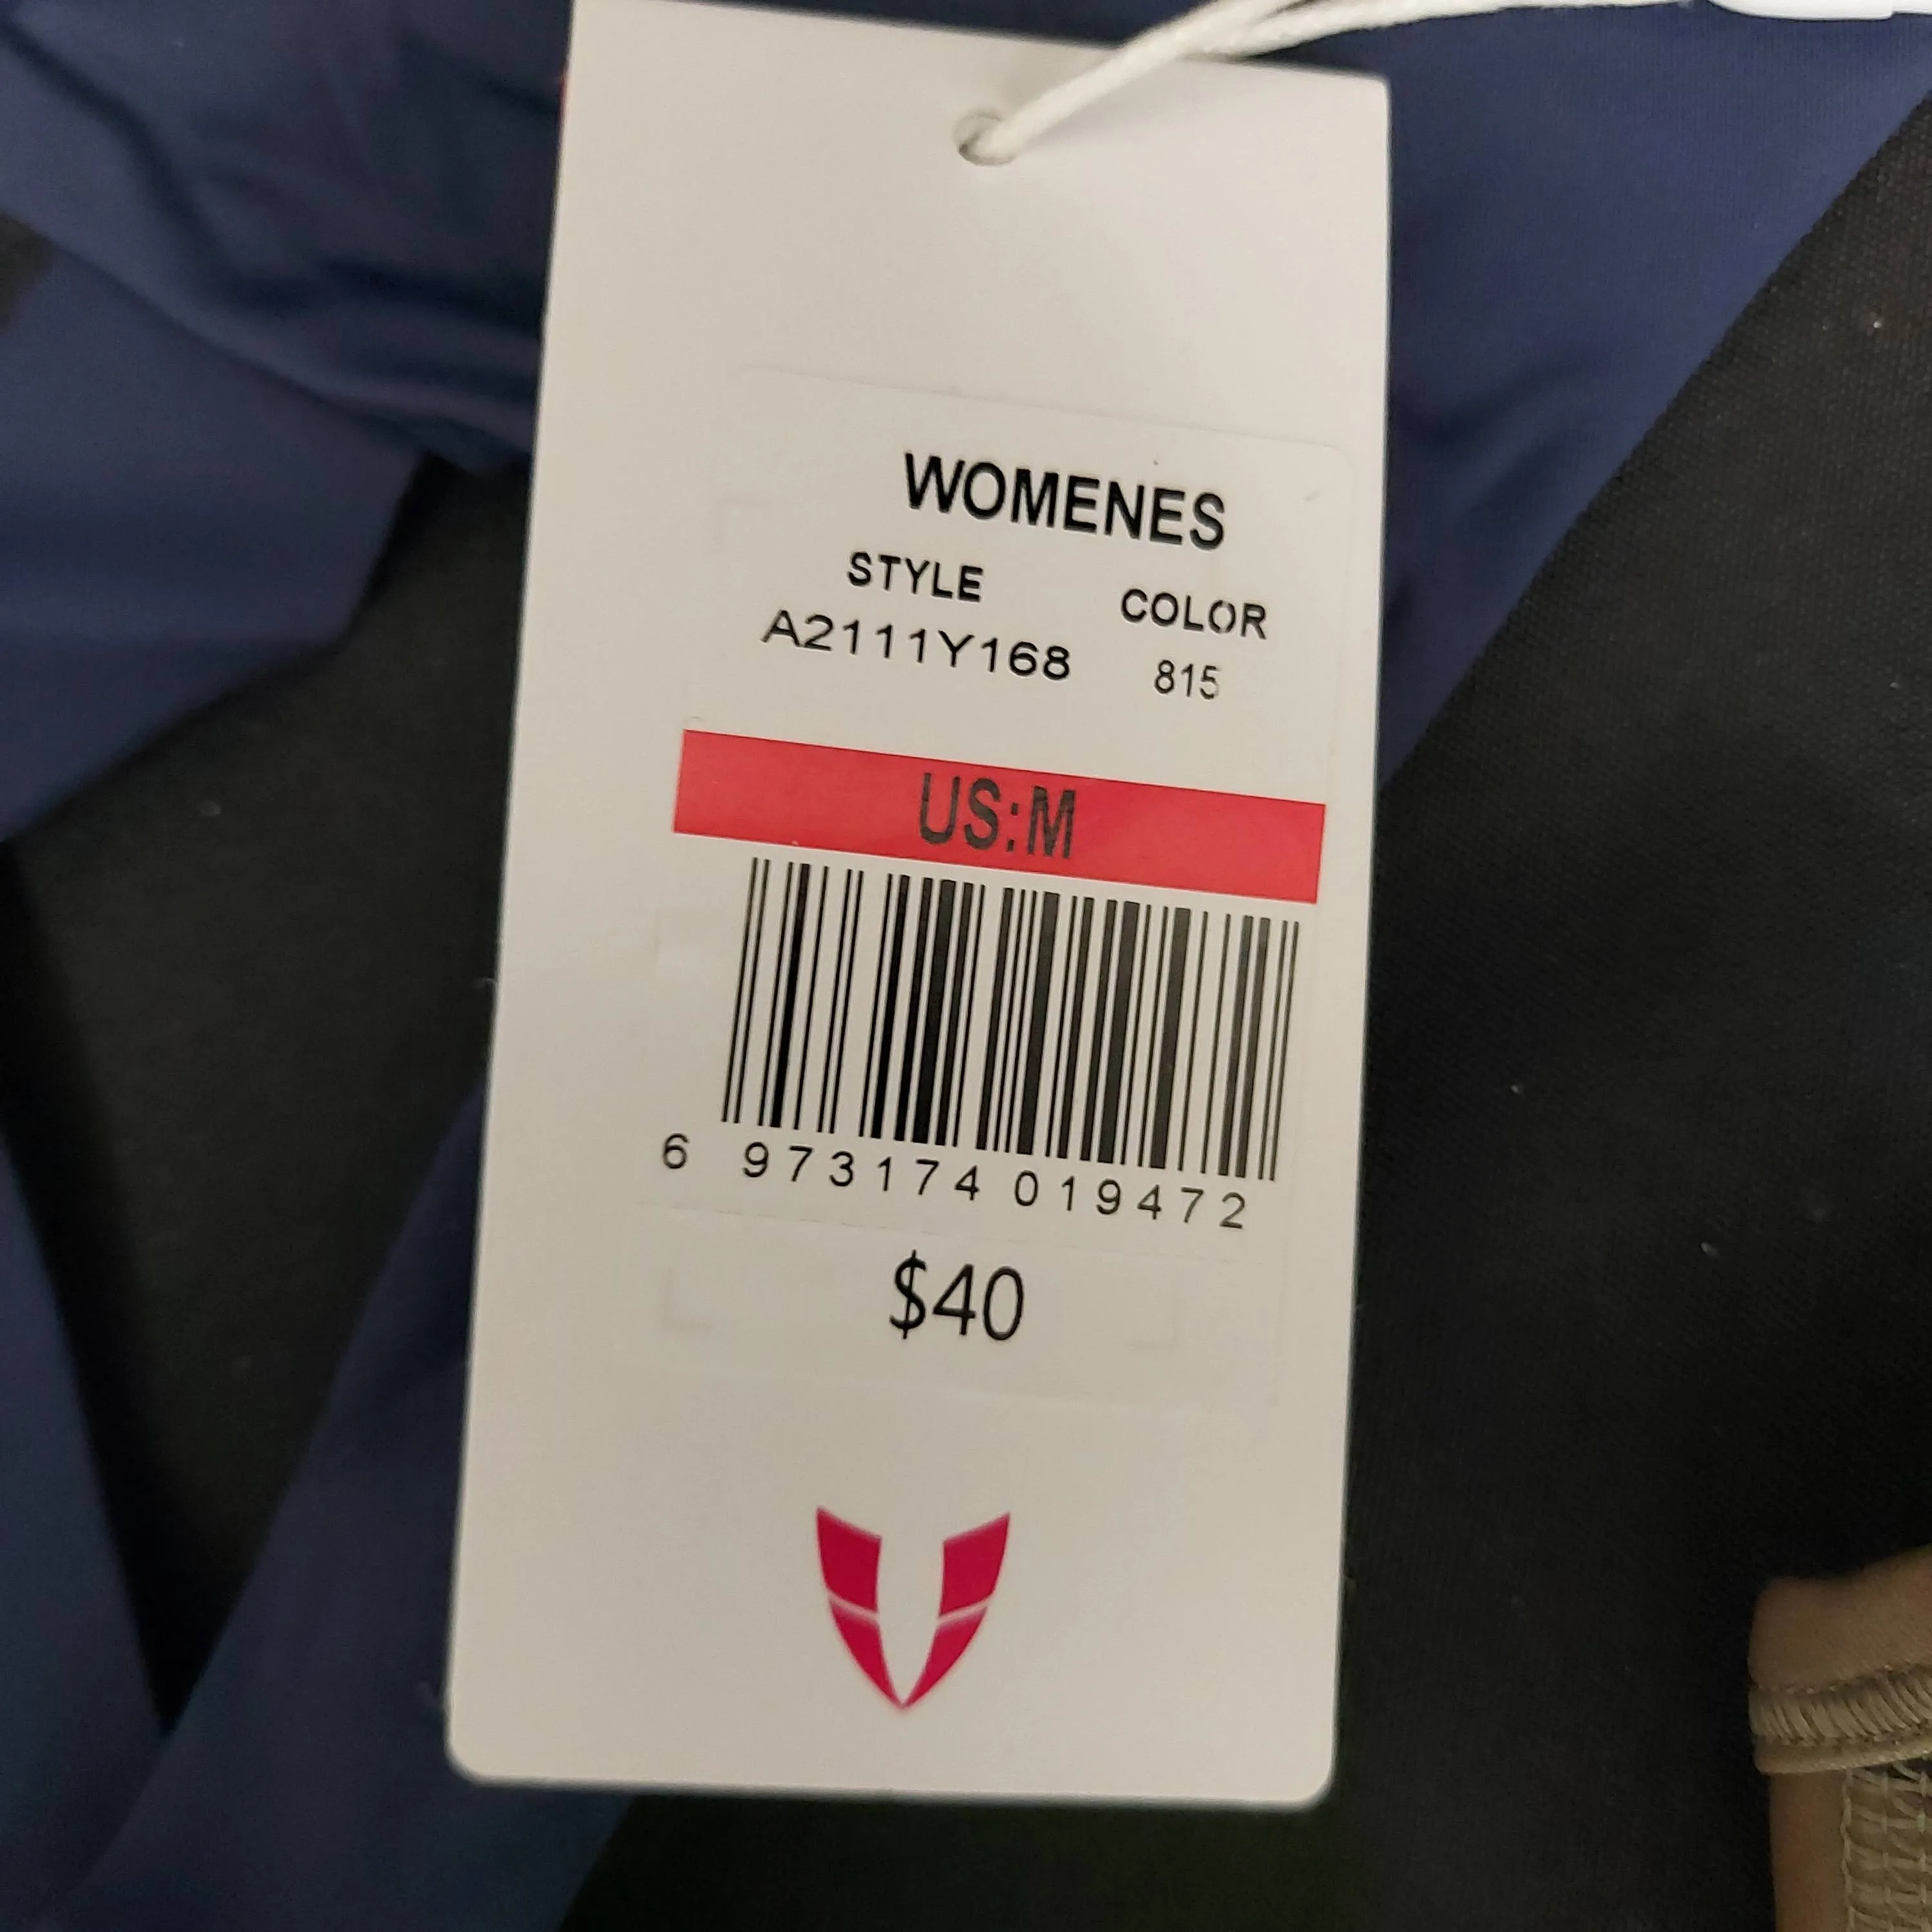 WOMENES
STYLE COLOR
A2111Y168 815
US:M
6 973174 019472
$40